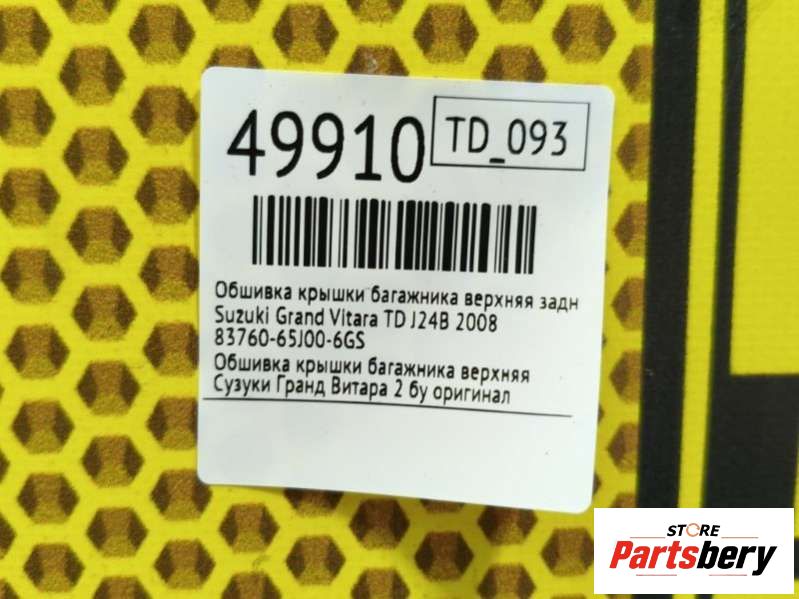 49910
TD_093
Обшивка крышки багажника верхняя задн
Suzuki Grand Vitara TD J24B 2008
83760-65J00-6GS
Обшивка крышки багажника верхняя
Сузуки Гранд Витара 2 бу оригинал
STORE
Partsbery